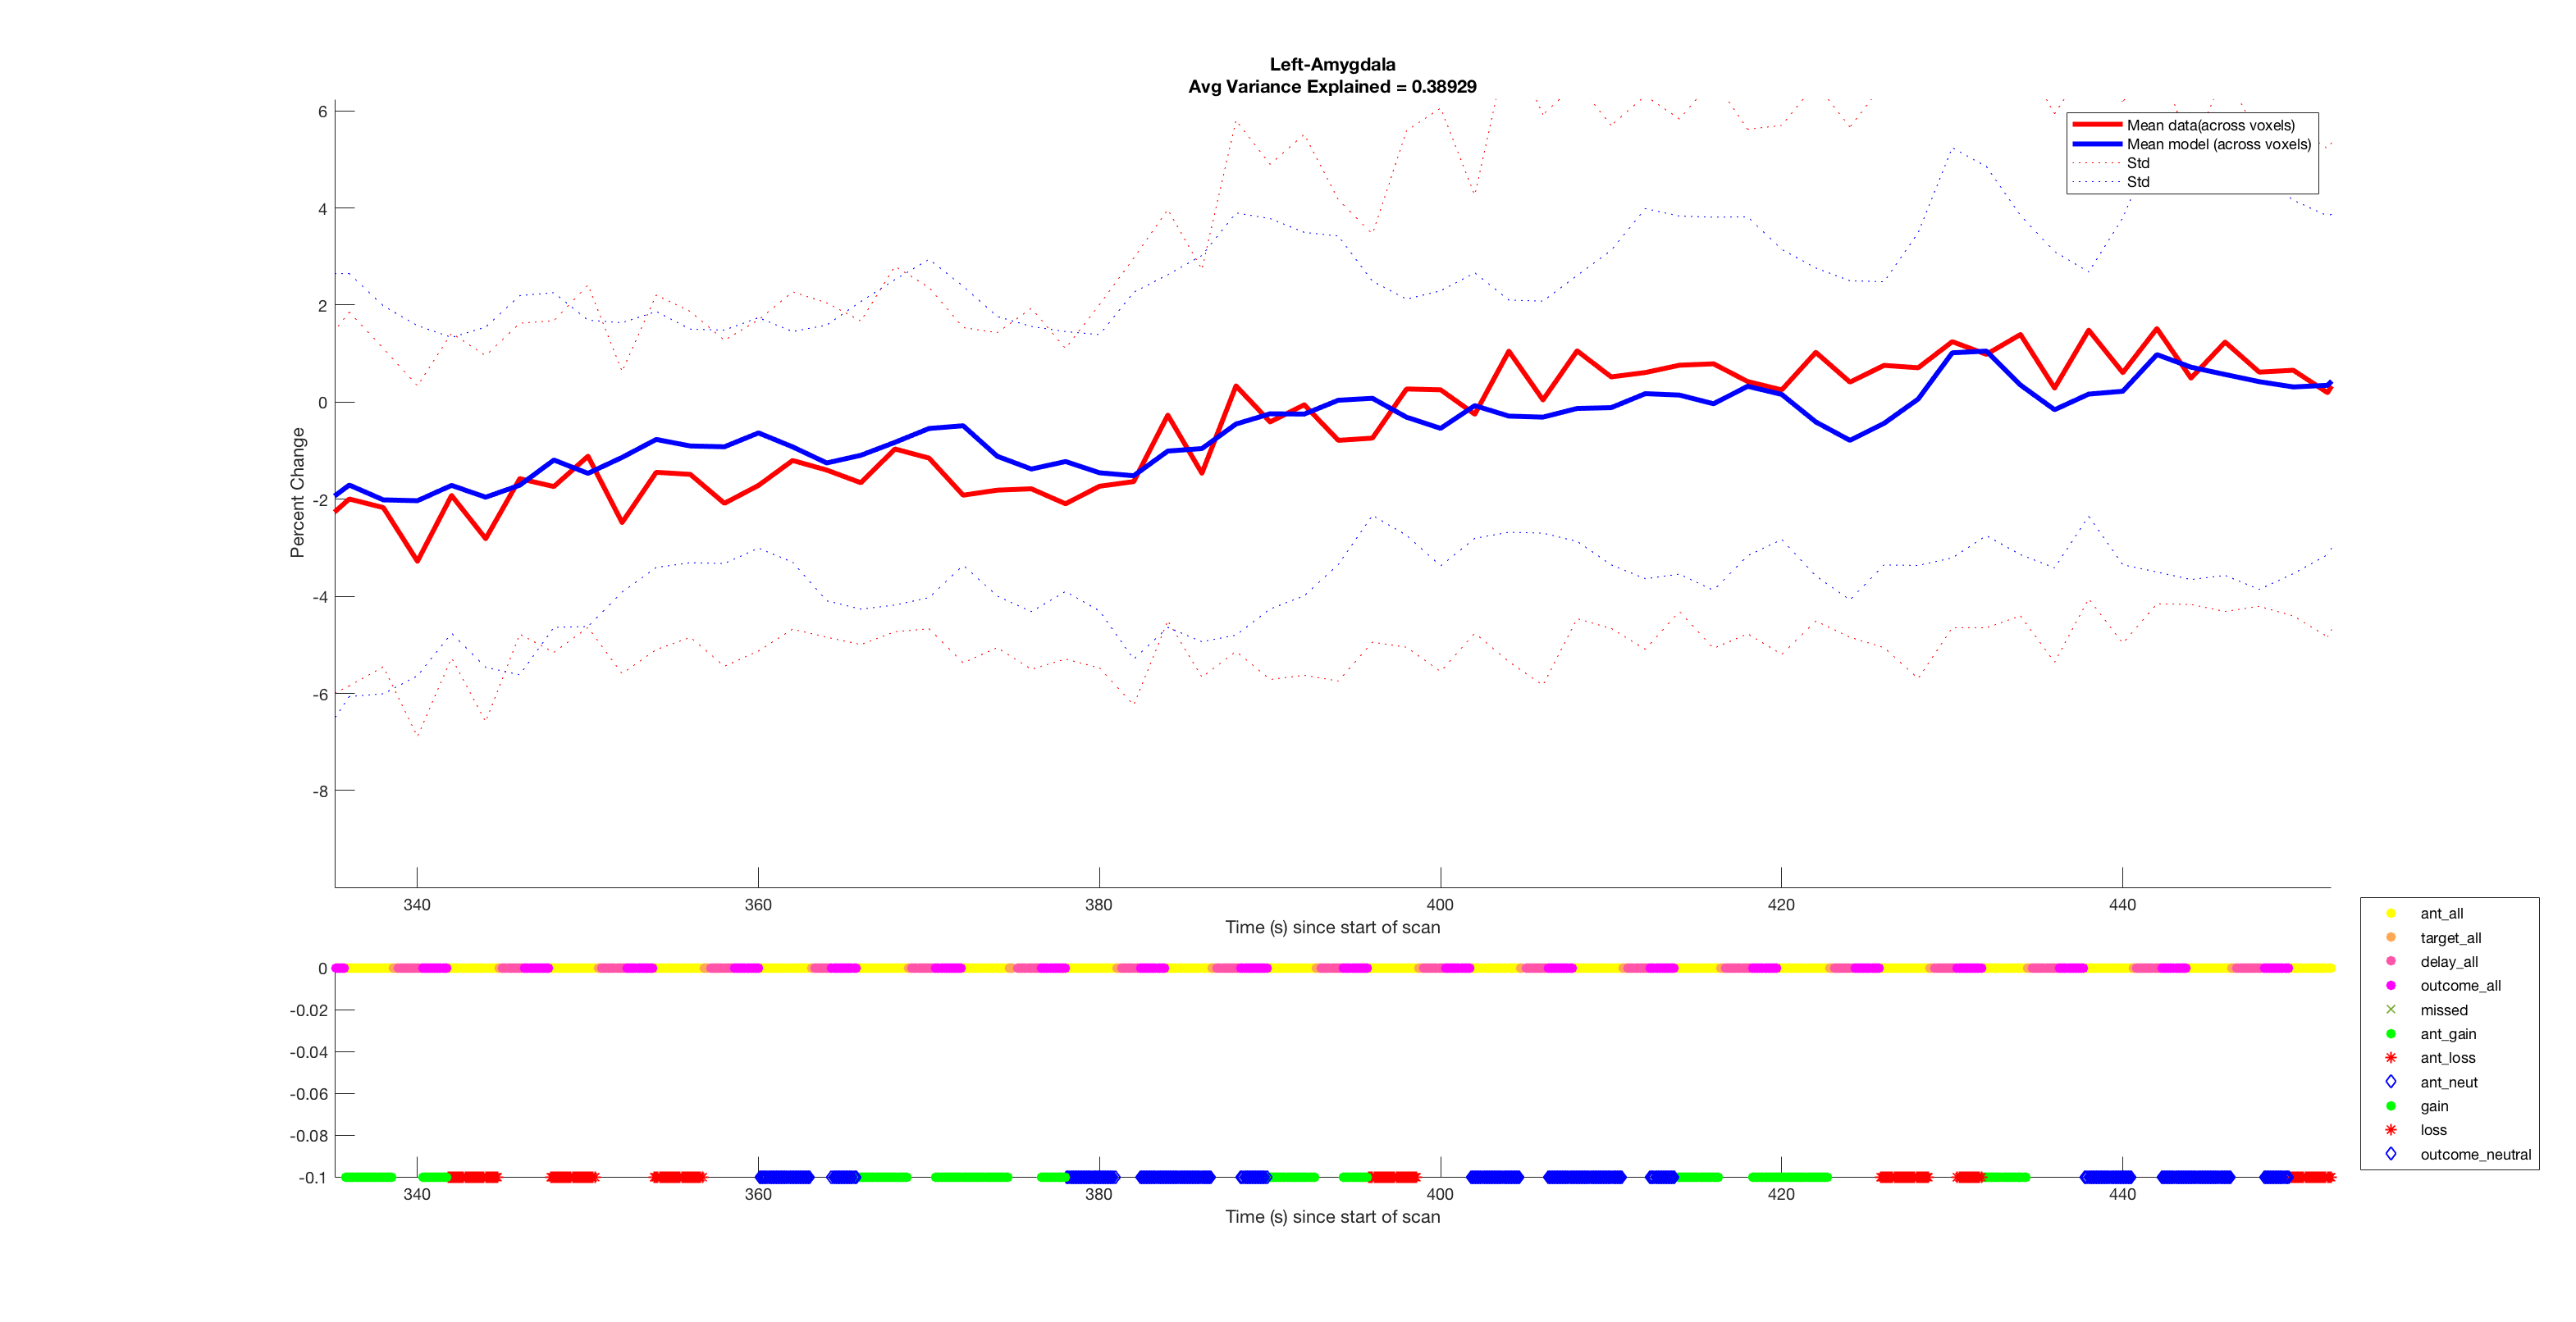 Left-Amygdala
Avg Variance Explained = 0.38929
6
4
2
0
-2
-4
-6
-8
Percent Change
Mean data(across voxels)
Mean model (across voxels)
Std
Std
340
360
380
400
420
440
Time (s) since start of scan
0
-0.02
-0.04
-0.06
-0.08
-0.1
340
360
380
400
420
440
Time (s) since start of scan
ant_all
target_all
delay_all
outcome_all
missed
ant_gain
ant_loss
ant_neut
gain
loss
outcome_neutral